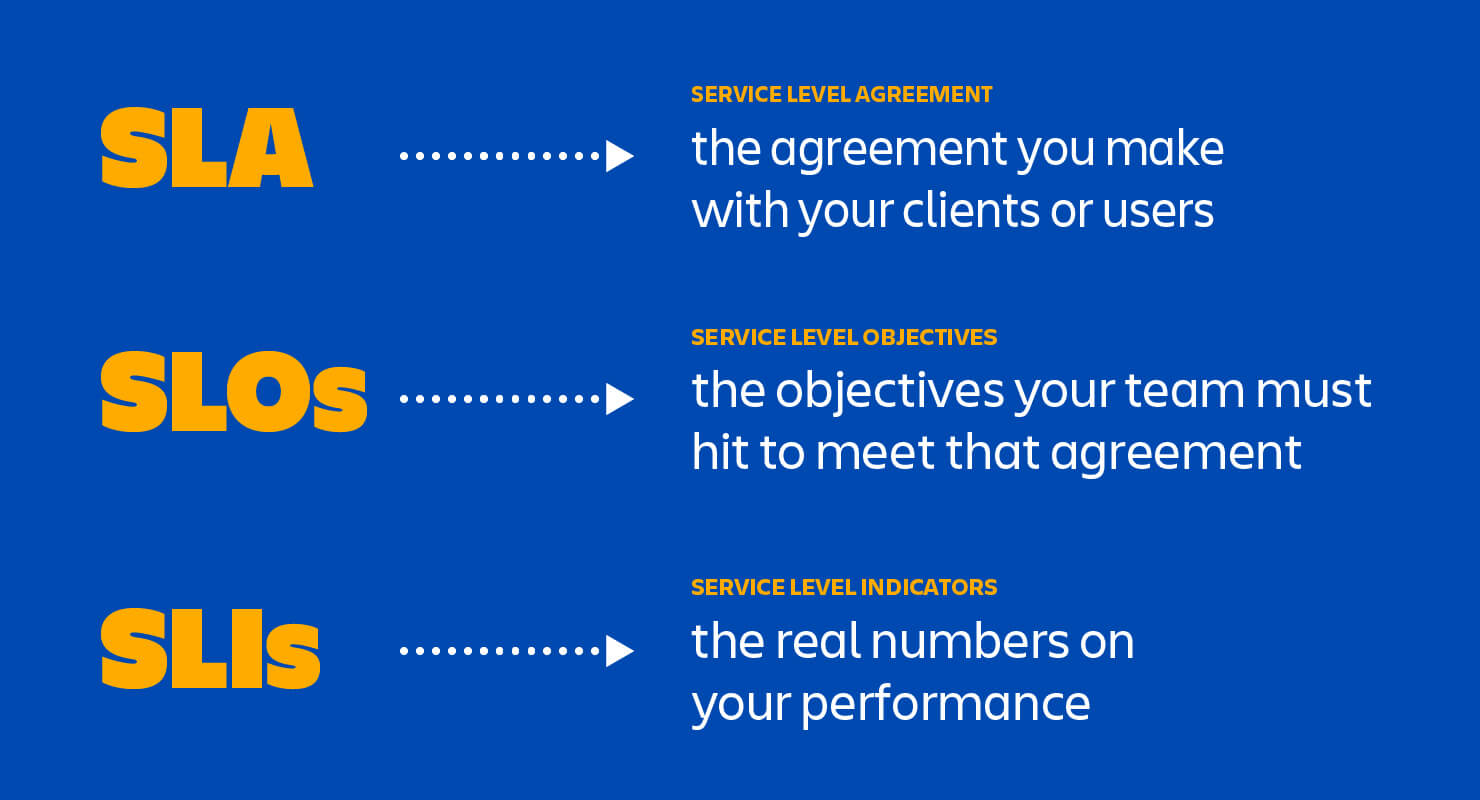 SLA
SERVICE LEVEL AGREEMENT
the agreement you make
with your clients or users
SLOs
SERVICE LEVEL OBJECTIVES
the objectives your team must
hit to meet that agreement
SLIs
SERVICE LEVEL INDICATORS
the real numbers on
your performance